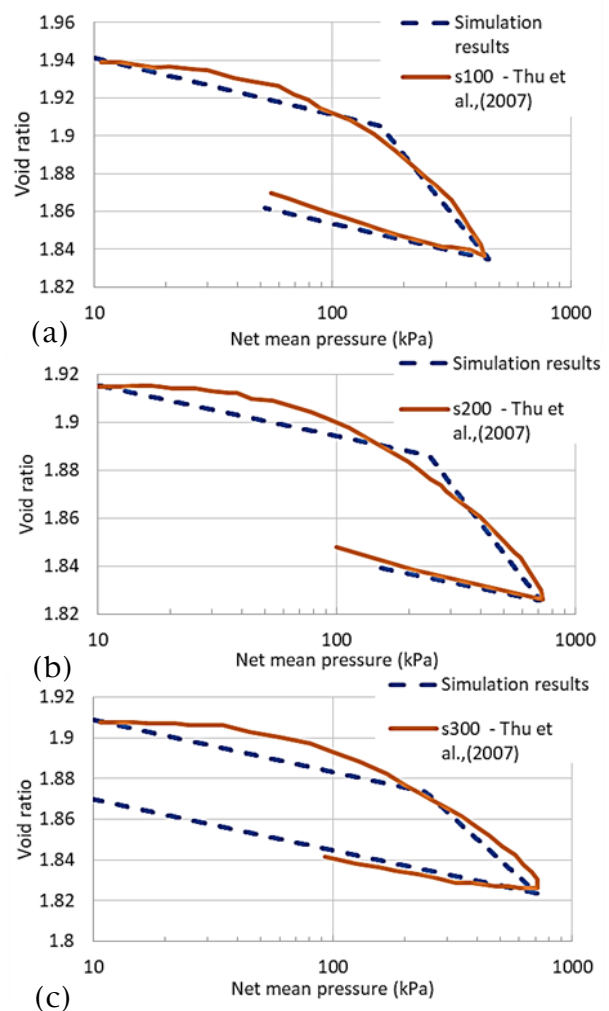 1.96
1.94
1.92
1.9
1.88
1.86
1.84
1.82
Void ratio
Simulation
results
s100 - Thu et
al.,(2007)
10
100
1000
Net mean pressure (kPa)
(a)
1.92
1.9
1.88
1.86
1.84
1.82
Void ratio
Simulation results
s200 - Thu et
al.,(2007)
10
100
1000
Net mean pressure (kPa)
(b)
1.92
1.9
1.88
1.86
1.84
1.82
1.8
Void ratio
Simulation results
s300 - Thu et
al.,(2007)
10
100
1000
Net mean pressure (kPa)
(c)